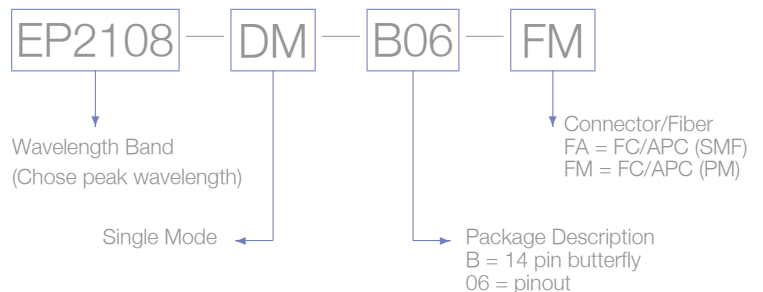 EP2108 — DM — B06 — FM
Wavelength Band
(Chose peak wavelength)
Single Mode
Package Description
B = 14 pin butterfly
06 = pinout
Connector/Fiber
FA = FC/APC (SMF)
FM = FC/APC (PM)